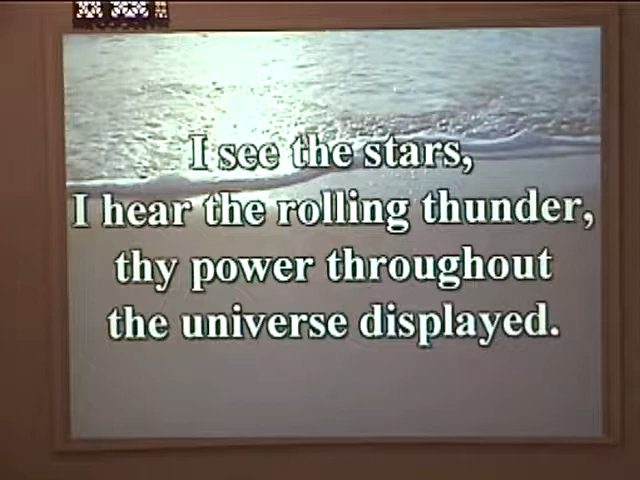 I see the stars,
I hear the rolling thunder,
thy power throughout
the universe displayed.